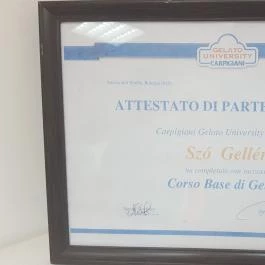 GELATO
UNIVERSITY
CARPIGIANI
ATTESTATO DI PARTE
Carpigiani Gelato University
Szó Gellér
ha completato con
Corso Base di Ge